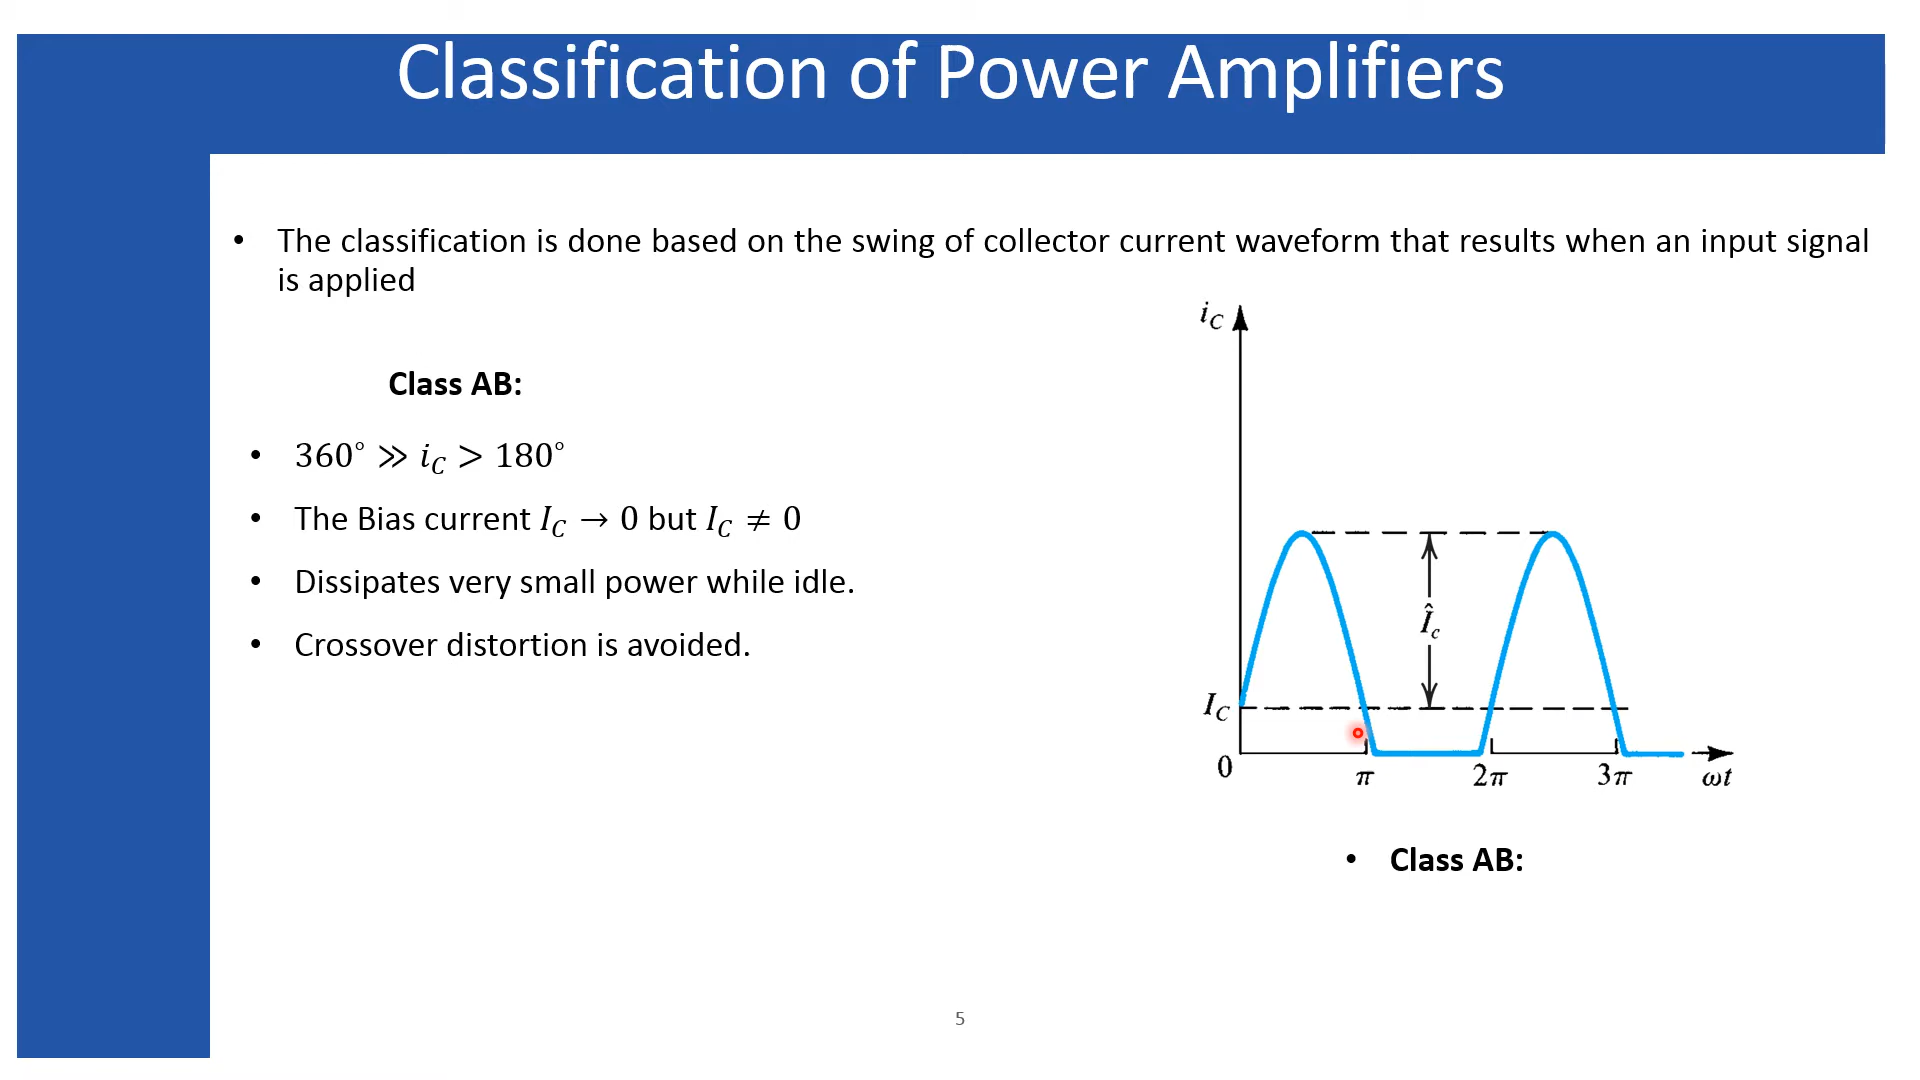 Classification of Power Amplifiers
• The classification is done based on the swing of collector current waveform that results when an input signal
is applied
Class AB:
• 360° ≫ i_C > 180°
• The Bias current I_C → 0 but I_C ≠ 0
• Dissipates very small power while idle.
• Crossover distortion is avoided.
i_C
Î_c
I_C
0 π 2π 3π ωt
• Class AB:
5